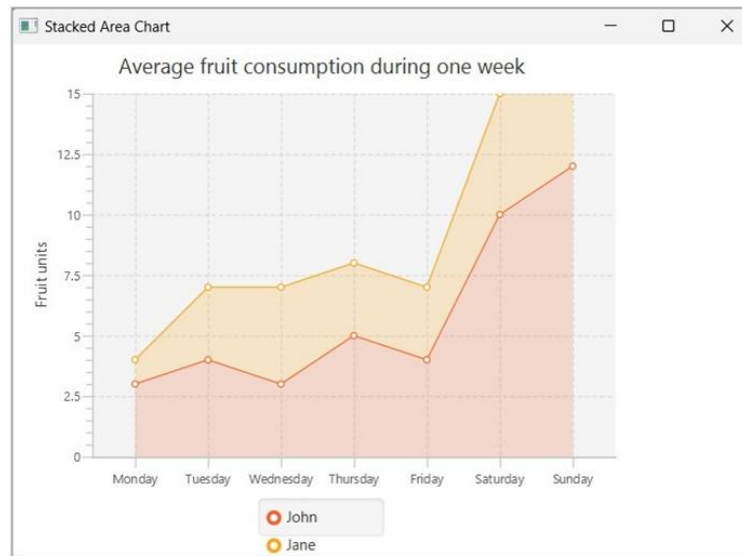 Stacked Area Chart
Average fruit consumption during one week
15
12.5
10
7.5
5
2.5
0
Fruit units
Monday Tuesday Wednesday Thursday Friday Saturday Sunday
John
Jane